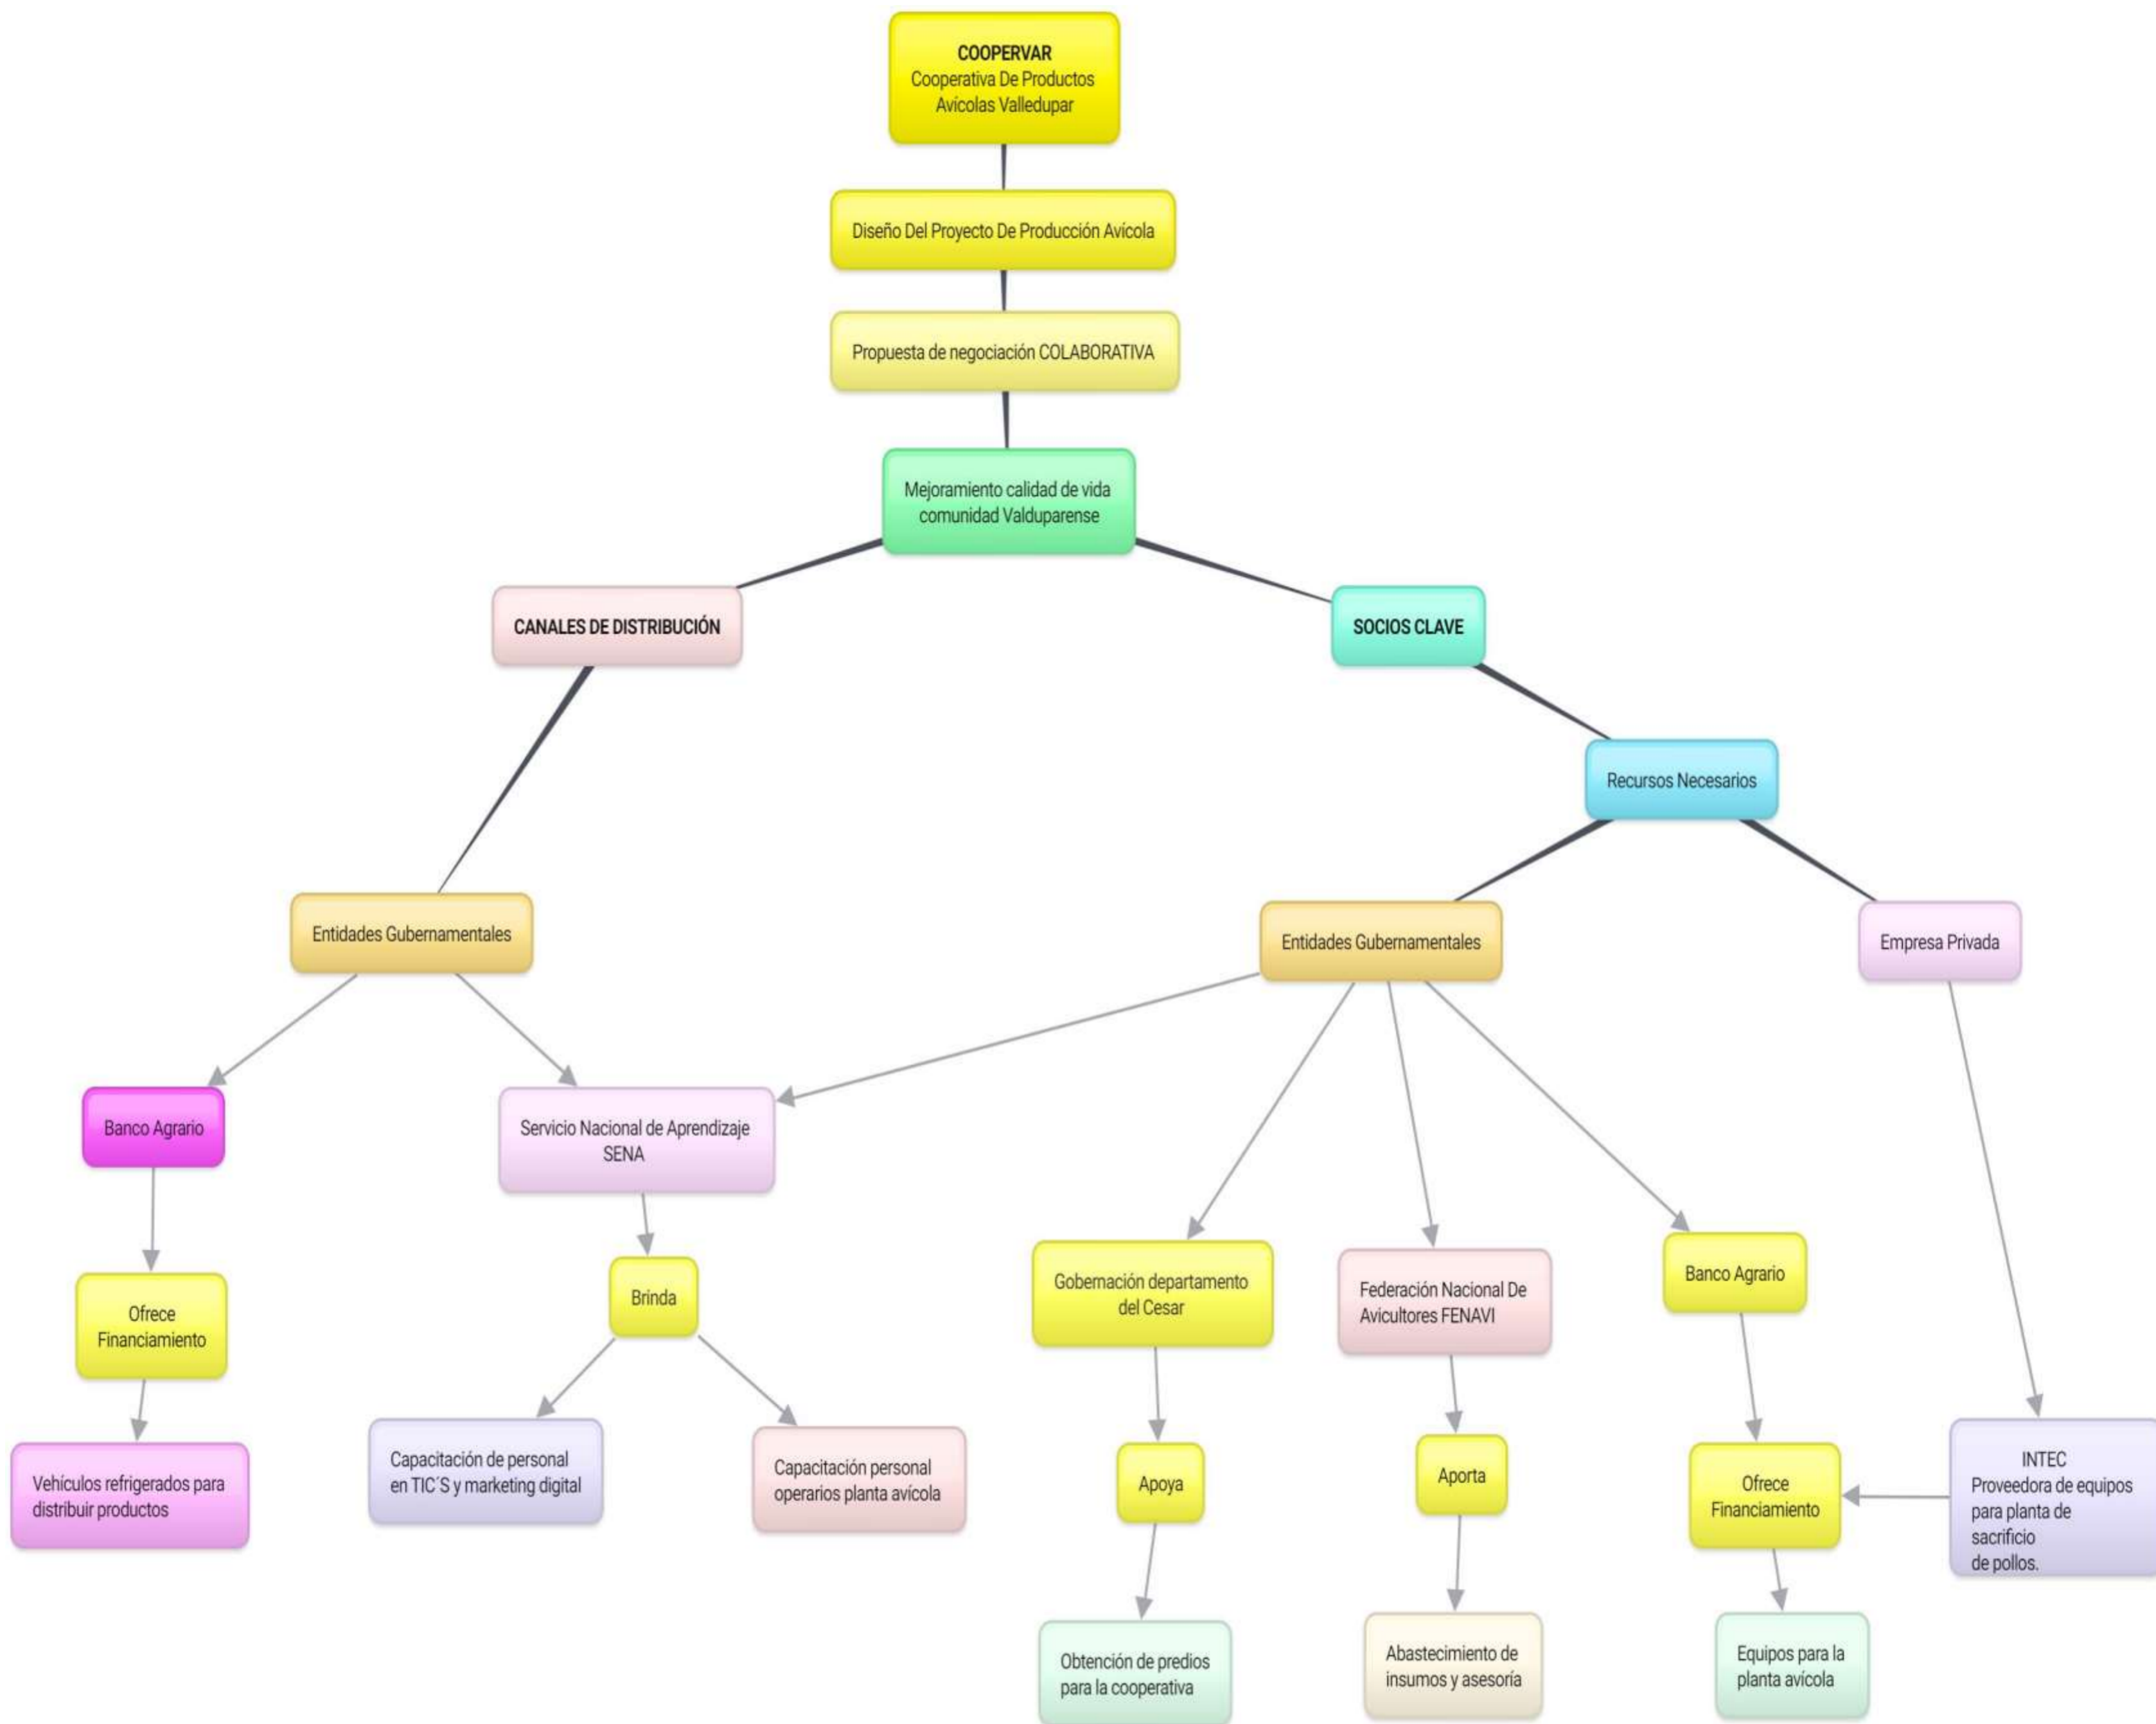 COOPERVAR
Cooperativa De Productos
Avícolas Valledupar
Diseño Del Proyecto De Producción Avícola
Propuesta de negociación COLABORATIVA
Mejoramiento calidad de vida
comunidad Valduparense
CANALES DE DISTRIBUCIÓN
SOCIOS CLAVE
Recursos Necesarios
Entidades Gubernamentales
Entidades Gubernamentales
Empresa Privada
Banco Agrario
Servicio Nacional de Aprendizaje
SENA
Gobernación departamento
del Cesar
Federación Nacional De
Avicultores FENAVI
Banco Agrario
Ofrece
Financiamiento
Brinda
Vehículos refrigerados para
distribuir productos
Capacitación de personal
en TIC´S y marketing digital
Capacitación personal
operarios planta avícola
Apoya
Aporta
Ofrece
Financiamiento
INTEC
Proveedora de equipos
para planta de
sacrificio
de pollos.
Obtención de predios
para la cooperativa
Abastecimiento de
insumos y asesoría
Equipos para la
planta avícola